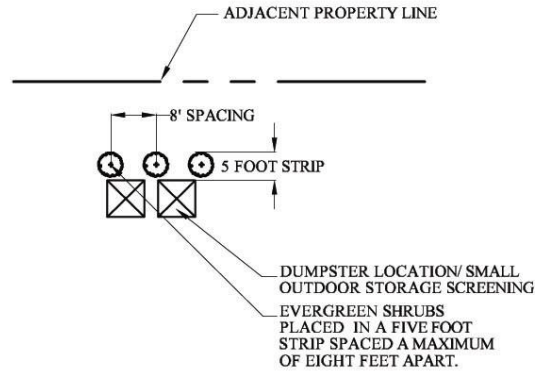 ADJACENT PROPERTY LINE
8' SPACING
5 FOOT STRIP
DUMPSTER LOCATION/ SMALL
OUTDOOR STORAGE SCREENING
EVERGREEN SHRUBS
PLACED IN A FIVE FOOT
STRIP SPACED A MAXIMUM
OF EIGHT FEET APART.